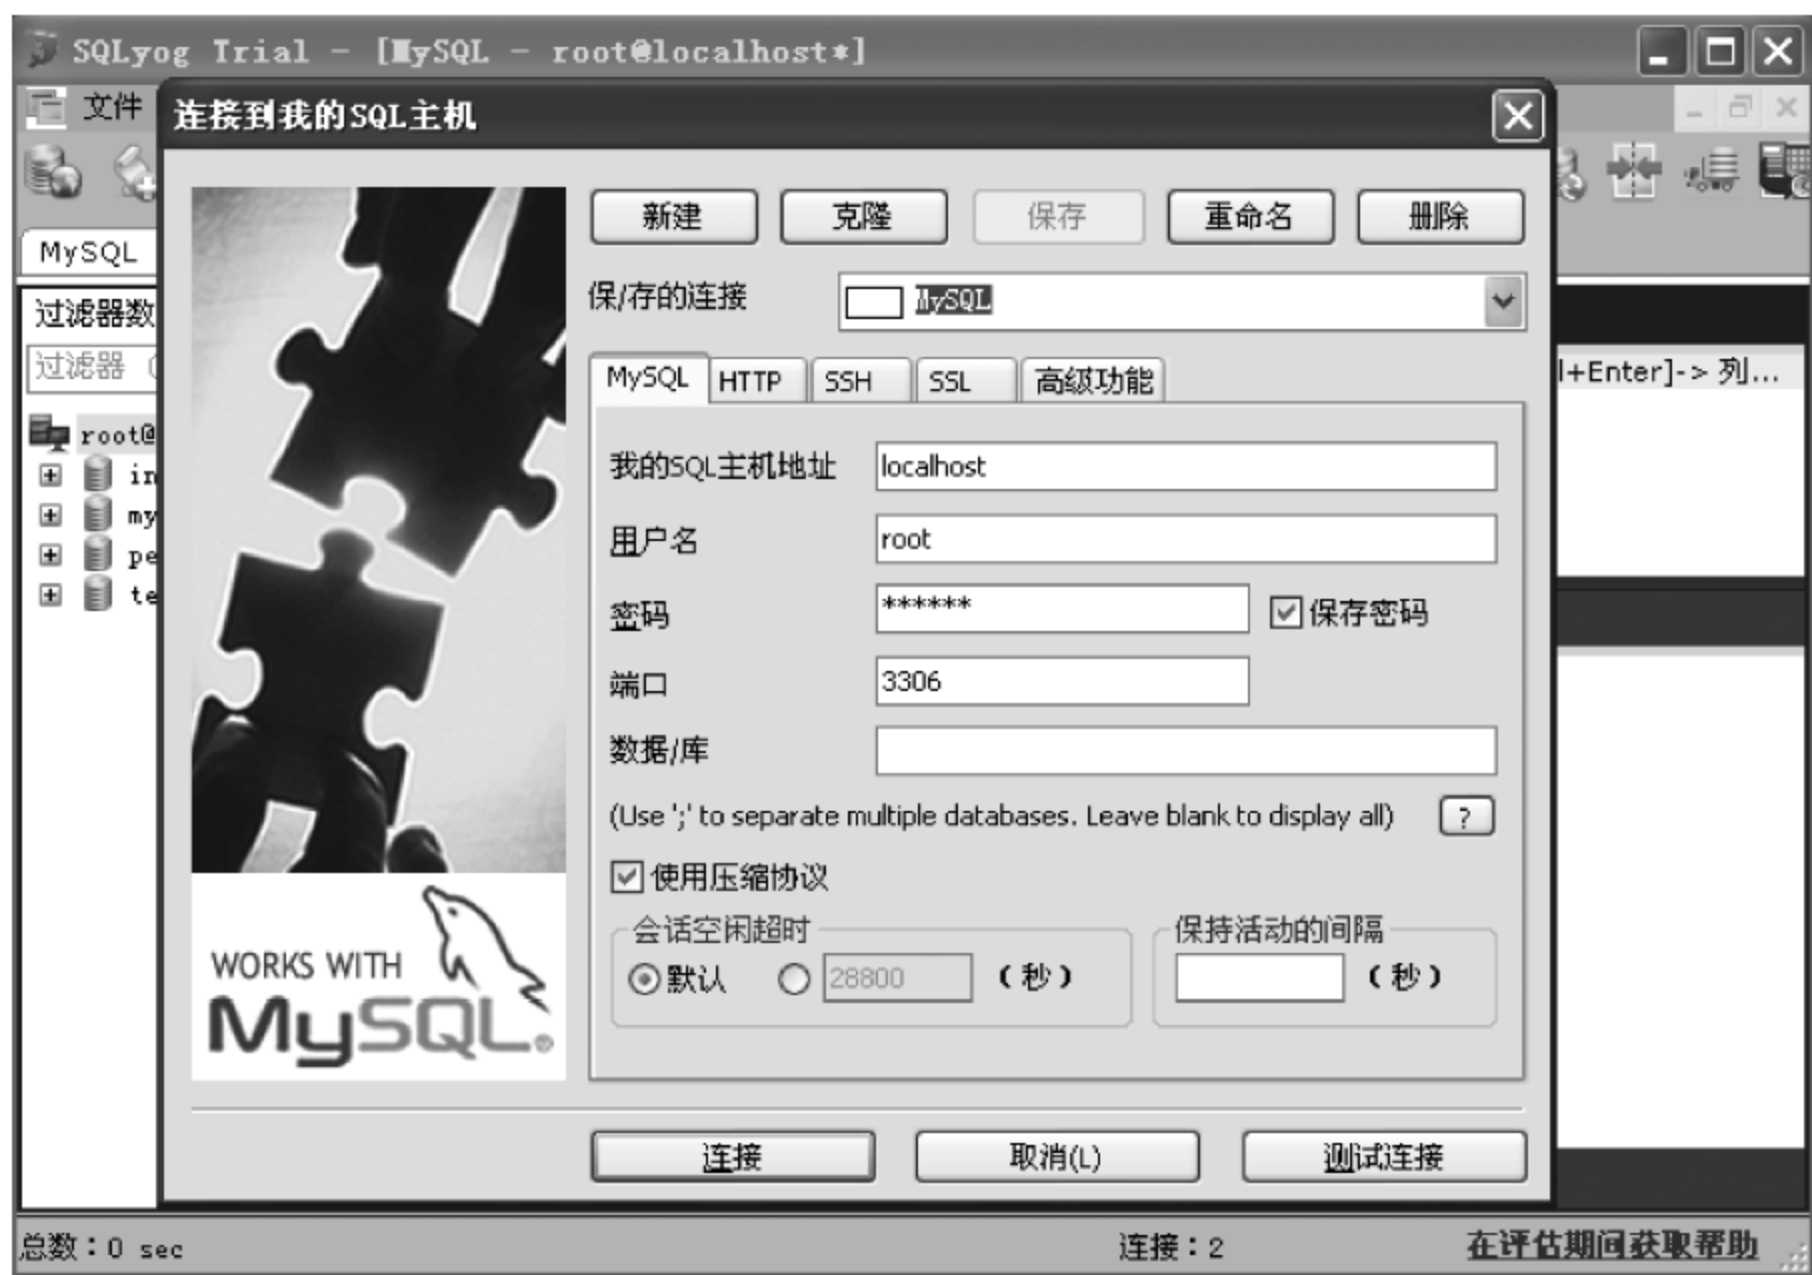 SQLyog Trial - [MySQL - root@localhost*]
文件
连接到我的SQL主机
新建 克隆 保存 重命名 删除
MySQL
保/存的连接 MySQL
过滤器数
过滤器 (
MySQL HTTP SSH SSL 高级功能
l+Enter]-> 列...
root@
in
my
pe
te
我的SQL主机地址 localhost
用户名 root
密码 ****** 保存密码
端口 3306
数据/库
(Use ';' to separate multiple databases. Leave blank to display all) ?
使用压缩协议
会话空闲超时 保持活动的间隔
默认 28800 (秒) (秒)
WORKS WITH
MySQL®
连接 取消(L) 测试连接
总数：0 sec 连接：2 在评估期间获取帮助